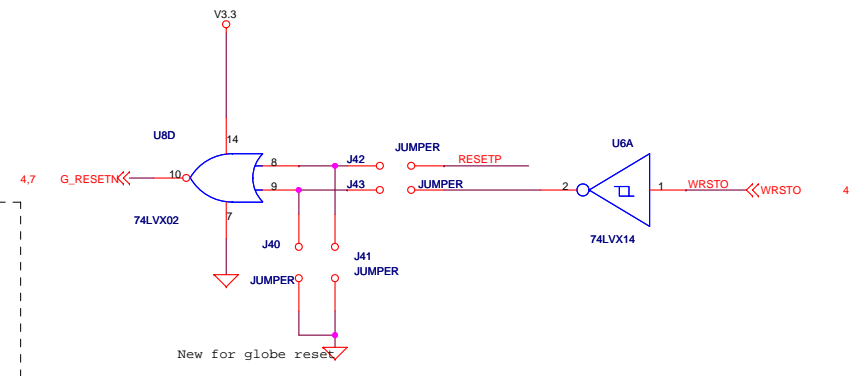 V3.3
U8D
14
JUMPER
U6A
8
J42
RESETP
4,7
G_RESETN
10
9
J43
JUMPER
2
1
WRSTO
WRSTO
4
7
74LVX02
74LVX14
J40
J41
JUMPER
JUMPER
New for globe reset